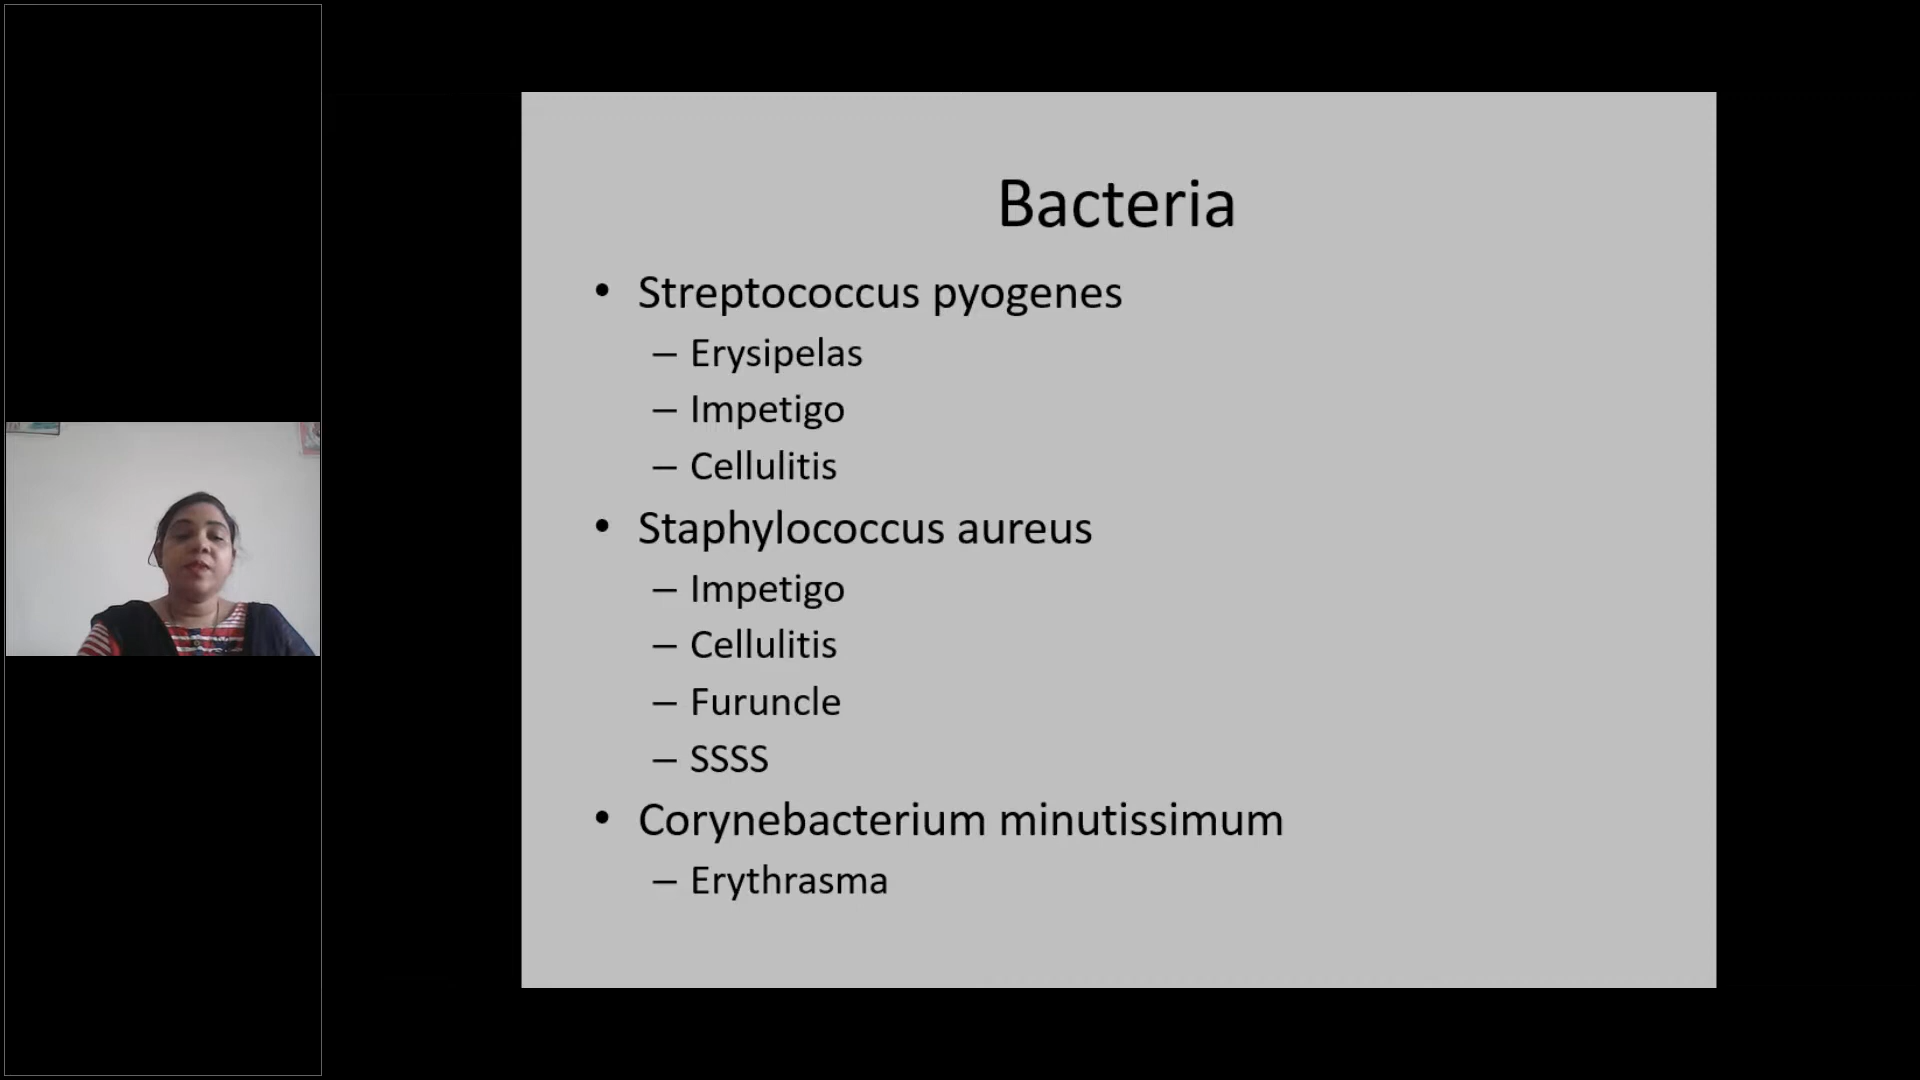 Bacteria
• Streptococcus pyogenes
– Erysipelas
– Impetigo
– Cellulitis
• Staphylococcus aureus
– Impetigo
– Cellulitis
– Furuncle
– SSSS
• Corynebacterium minutissimum
– Erythrasma